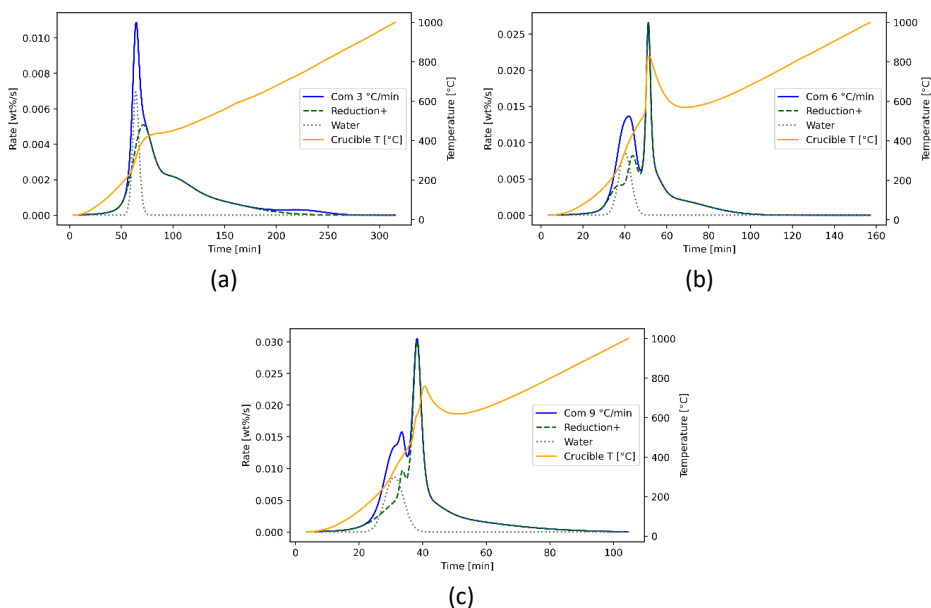 0.010
0.008
0.006
0.004
0.002
0.000
Rate [wt%/s]
0
50
100
150
200
250
300
Time [min]
1000
800
600
400
200
0
Temperature [°C]
Com 3 °C/min
Reduction+
Water
Crucible T [°C]
(a)
0.025
0.020
0.015
0.010
0.005
0.000
Rate [wt%/s]
0
20
40
60
80
100
120
140
160
Time [min]
1000
800
600
400
200
0
Temperature [°C]
Com 6 °C/min
Reduction+
Water
Crucible T [°C]
(b)
0.030
0.025
0.020
0.015
0.010
0.005
0.000
Rate [wt%/s]
0
20
40
60
80
100
Time [min]
1000
800
600
400
200
0
Temperature [°C]
Com 9 °C/min
Reduction+
Water
Crucible T [°C]
(c)